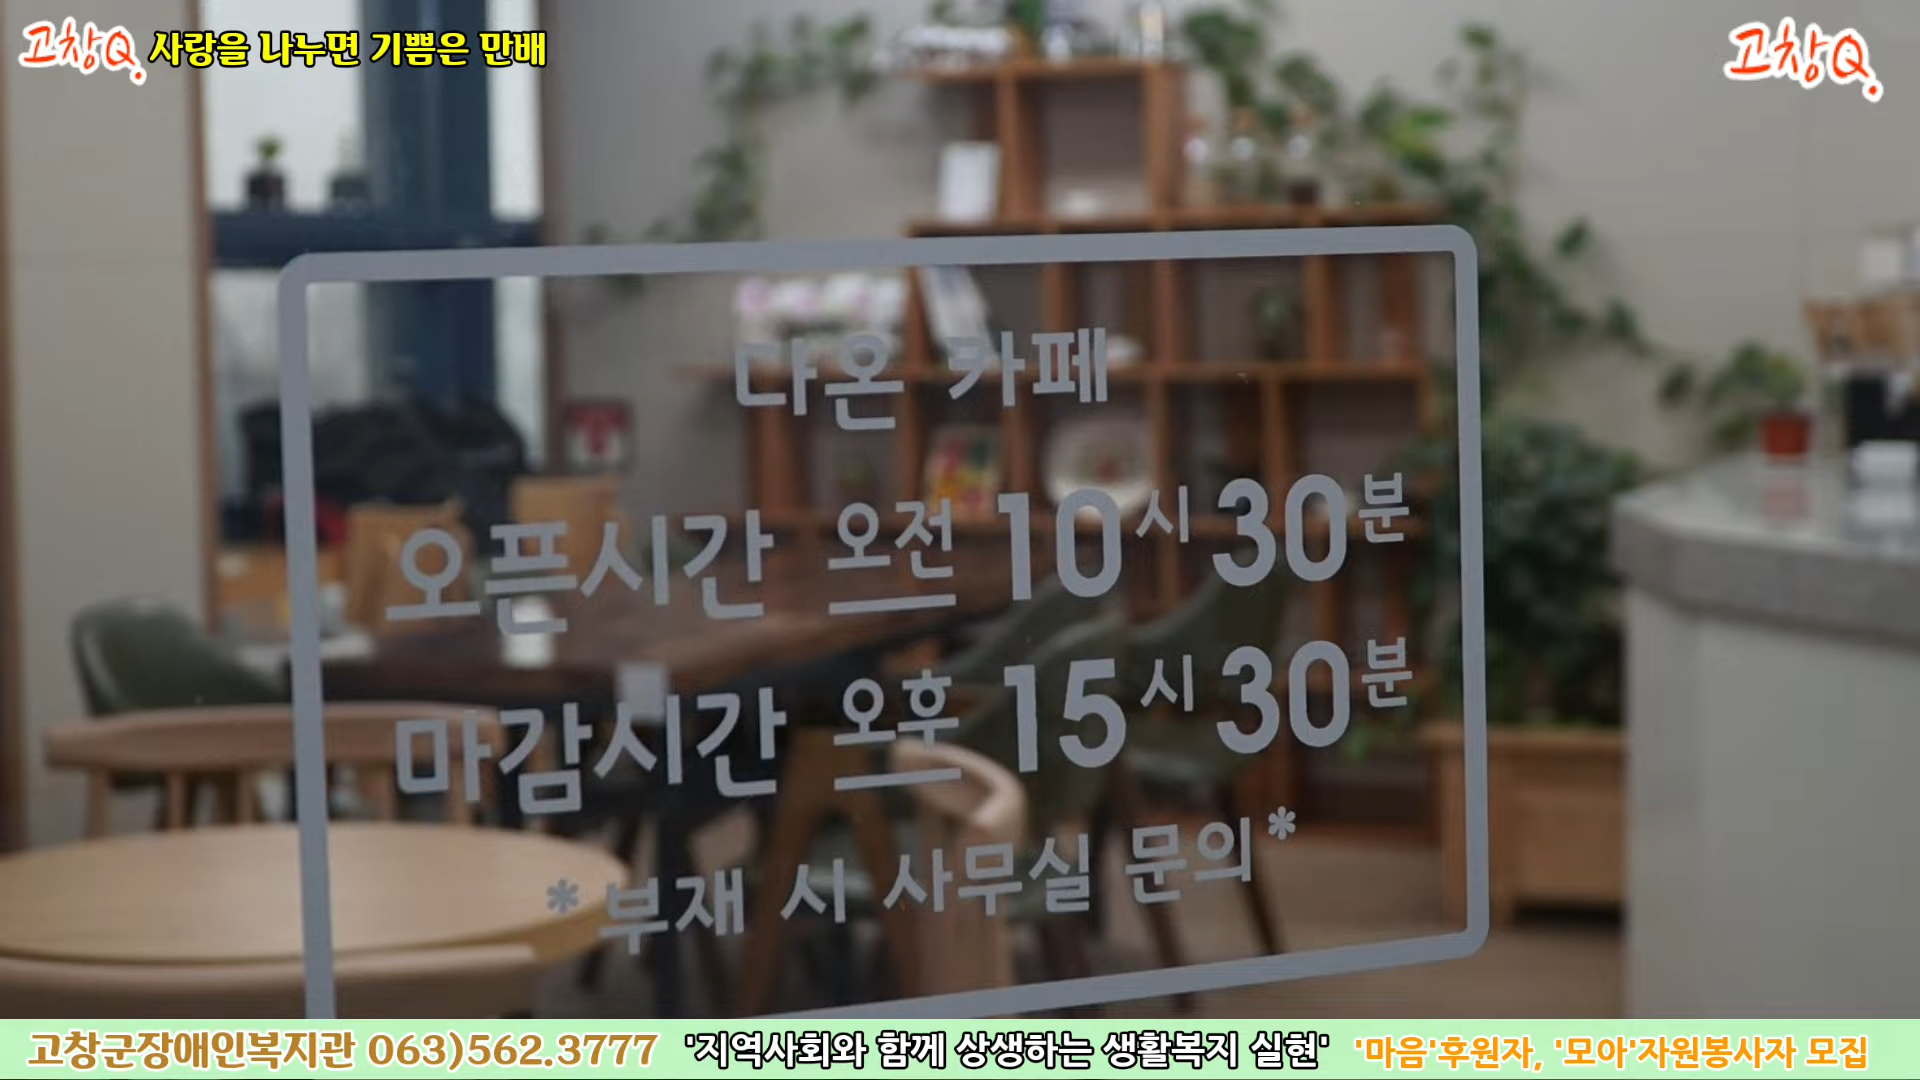 고창Q. 사랑을 나누면 기쁨은 만배
고창Q.
다온 카페
오픈시간 오전 10시 30분
마감시간 오후 15시 30분
* 부재 시 사무실 문의 *
고창군장애인복지관 063)562.3777 '지역사회와 함께 상생하는 생활복지 실현' '마음'후원자, '모아'자원봉사자 모집